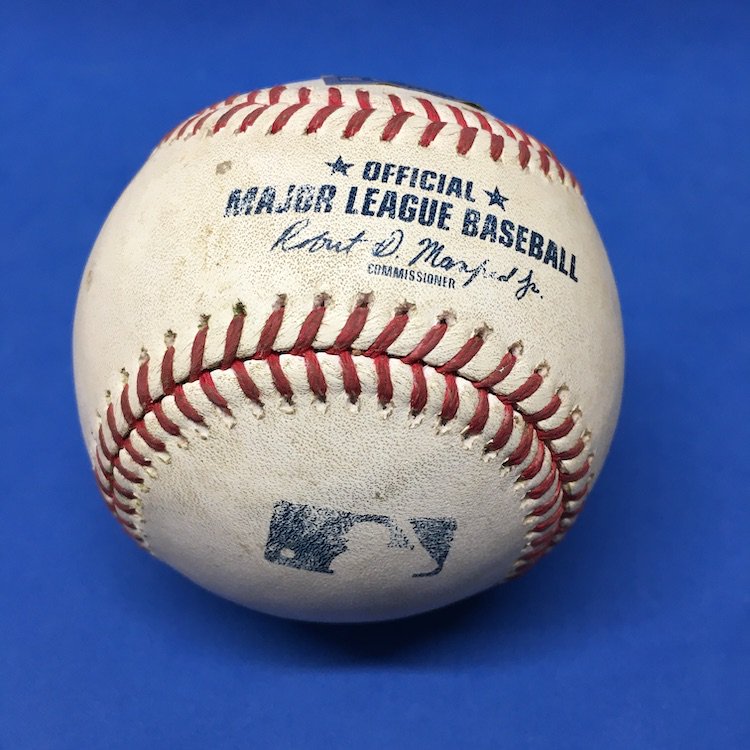 ★ OFFICIAL ★
MAJOR LEAGUE BASEBALL
Robert D. Manfred Jr.
COMMISSIONER